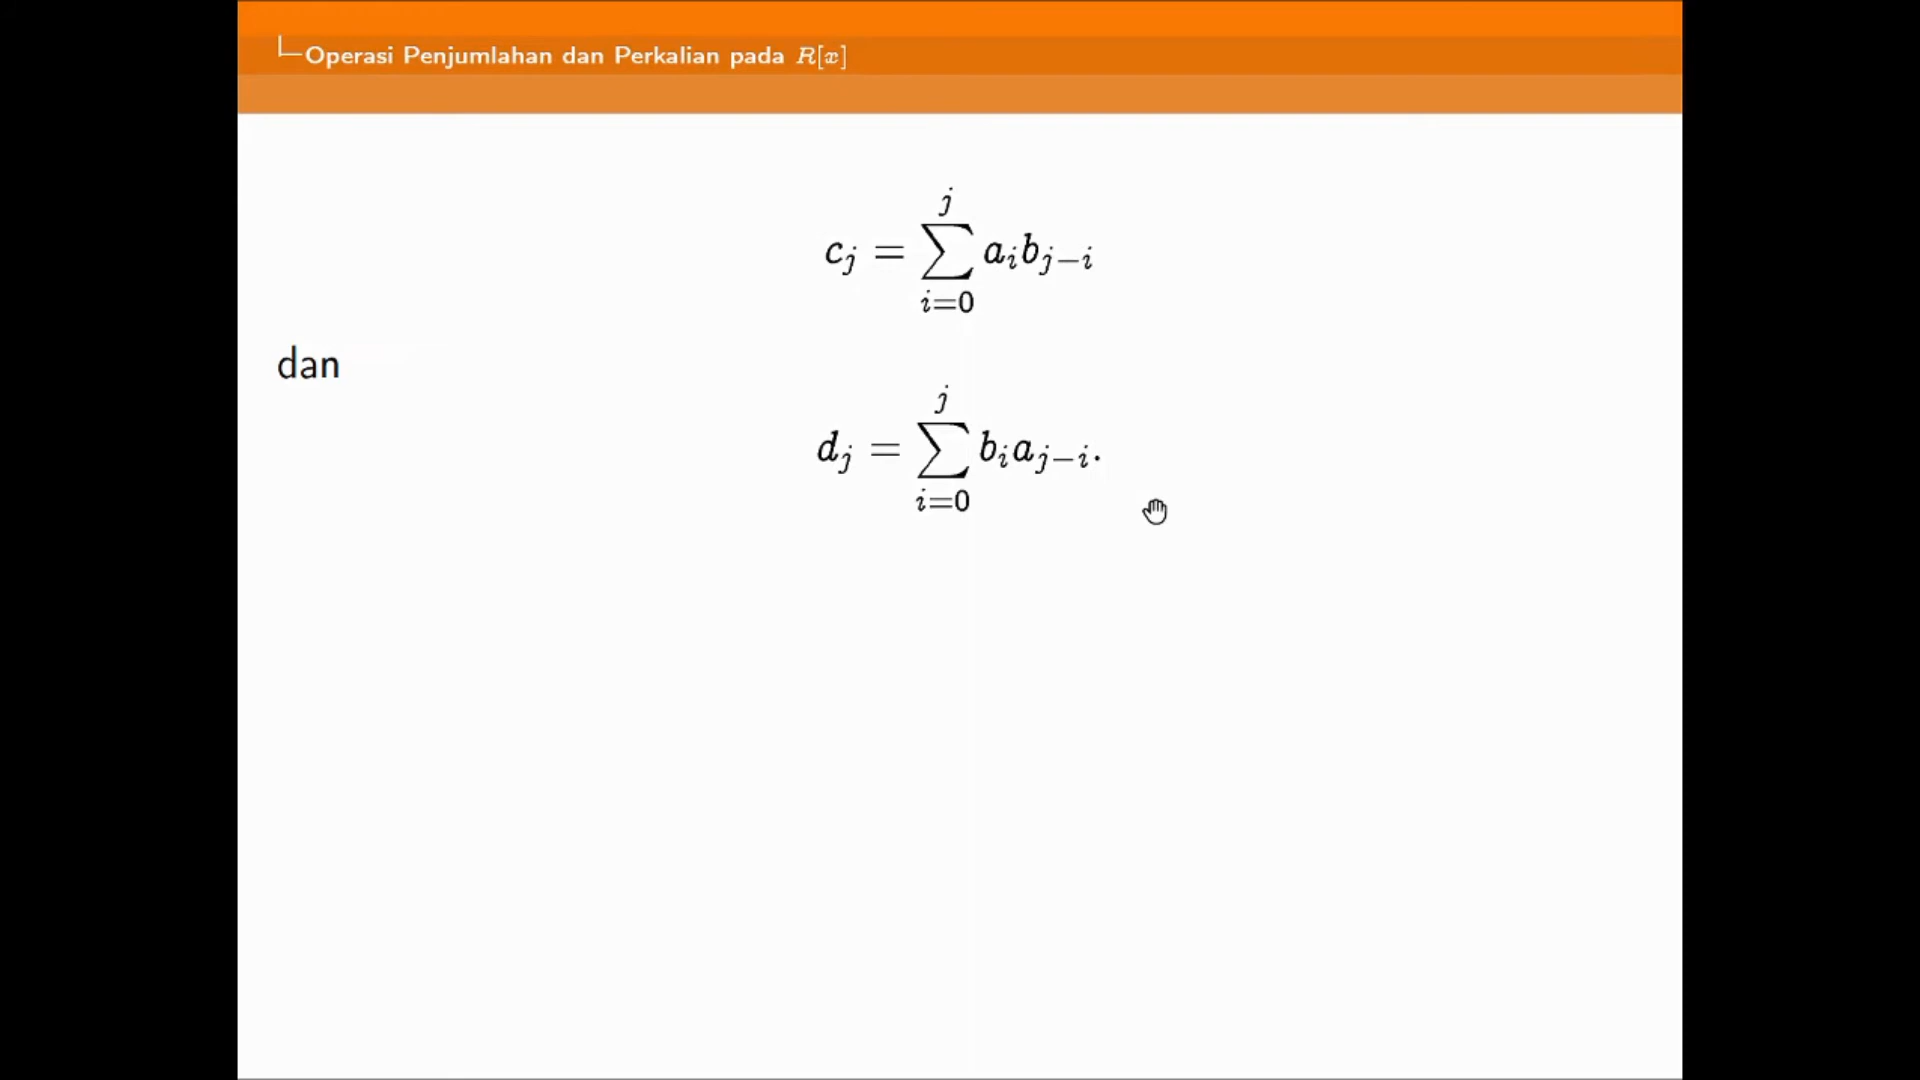 Operasi Penjumlahan dan Perkalian pada R[x]
c_j = \sum_{i=0}^{j} a_i b_{j-i}
dan
d_j = \sum_{i=0}^{j} b_i a_{j-i}.